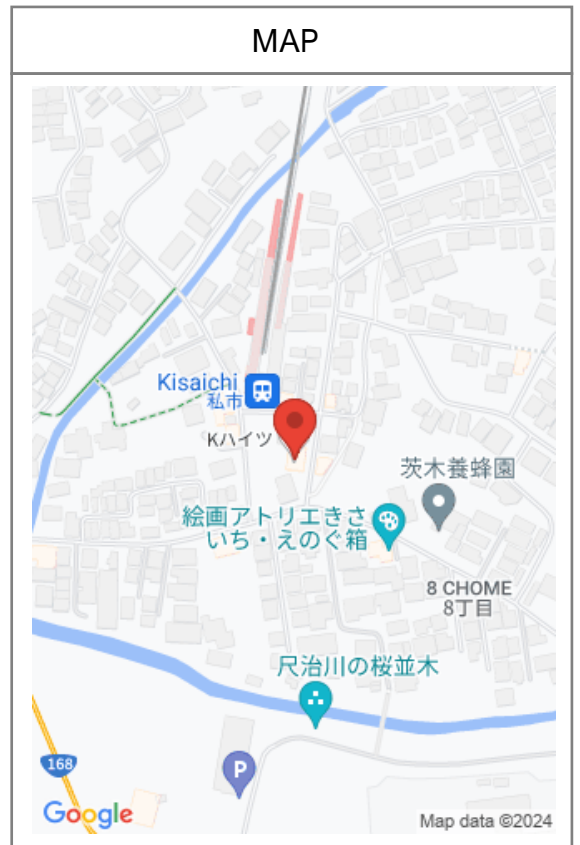 MAP
Kisaichi
私市
Kハイツ
茨木養蜂園
絵画アトリエきさ
いち・えのぐ箱
8 CHOME
8丁目
尺治川の桜並木
168
P
Google
Map data ©2024